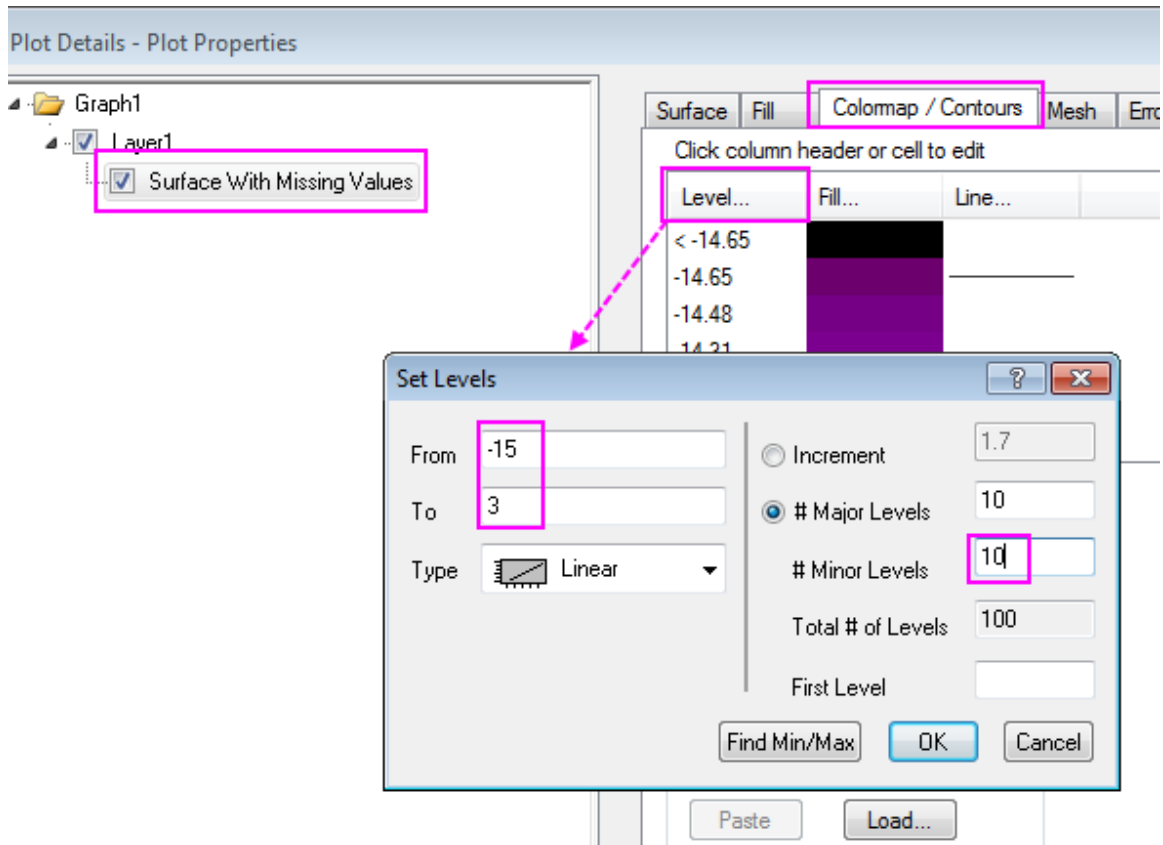 Plot Details - Plot Properties
Graph1
Layer1
Surface With Missing Values
Surface Fill Colormap / Contours Mesh Erro
Click column header or cell to edit
Level... Fill... Line...
< -14.65
-14.65
-14.48
-14.31
Set Levels
From -15
To 3
Type Linear
Increment 1.7
# Major Levels 10
# Minor Levels 10
Total # of Levels 100
First Level
Find Min/Max OK Cancel
Paste Load...